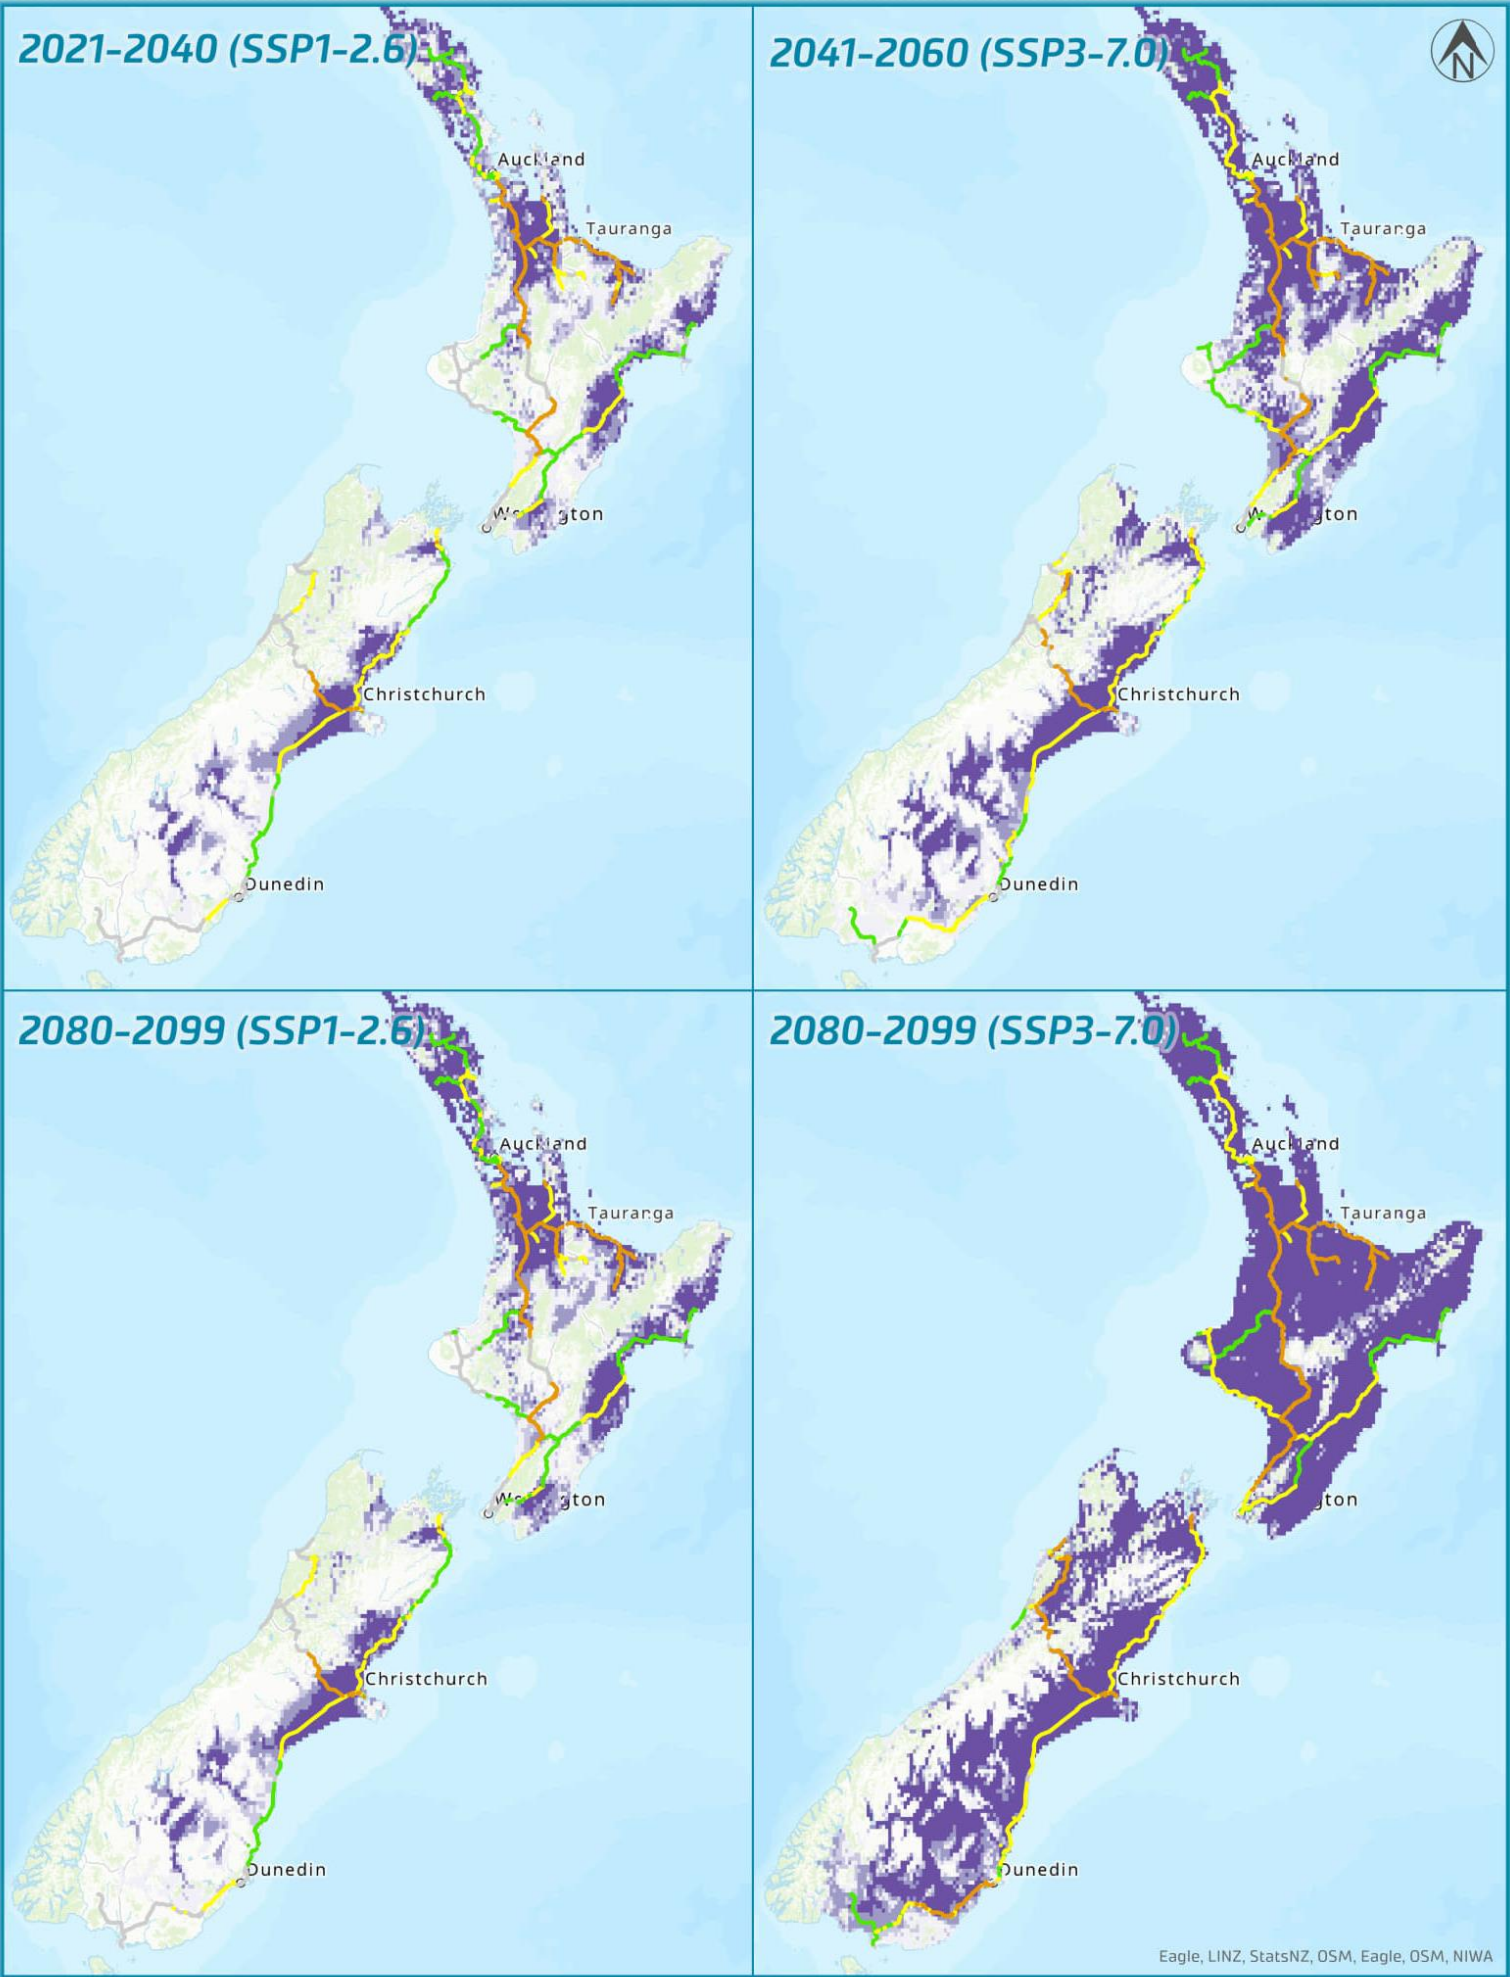 2021-2040 (SSP1-2.6)
2041-2060 (SSP3-7.0)
N
Auckland
Tauranga
Christchurch
Dunedin
Auckland
Tauranga
Christchurch
Dunedin
2080-2099 (SSP1-2.6)
2080-2099 (SSP3-7.0)
Auckland
Tauranga
Christchurch
Dunedin
Auckland
Tauranga
gton
Christchurch
Dunedin
Eagle, LINZ, StatsNZ, OSM, Eagle, OSM, NIWA